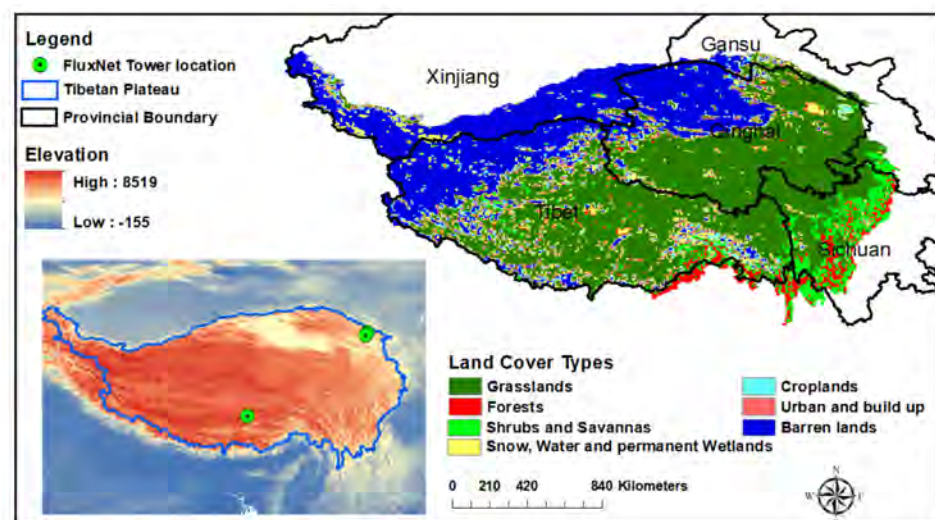 Legend
FluxNet Tower location
Tibetan Plateau
Provincial Boundary
Elevation
High : 8519
Low : -155
Xinjiang
Gansu
Qinghai
Tibet
Sichuan
Land Cover Types
Grasslands
Forests
Shrubs and Savannas
Snow, Water and permanent Wetlands
Croplands
Urban and build up
Barren lands
0 210 420 840 Kilometers
N
W E
S